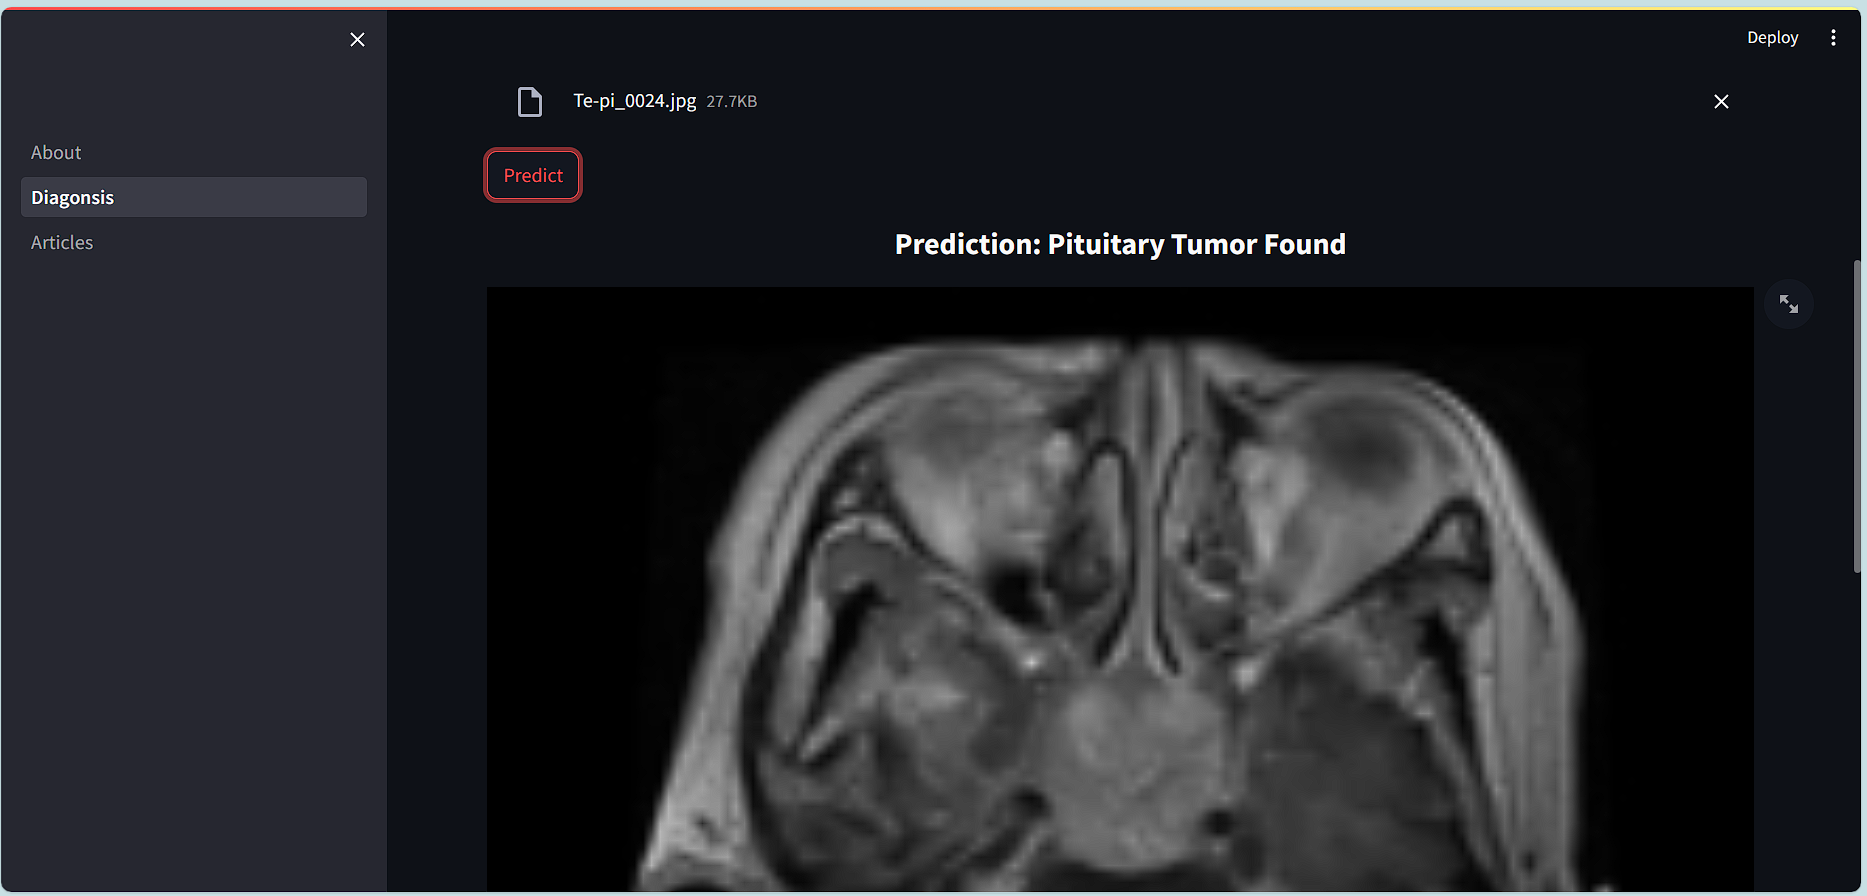 Deploy
Te-pi_0024.jpg 27.7KB
About
Predict
Diagonsis
Articles
Prediction: Pituitary Tumor Found